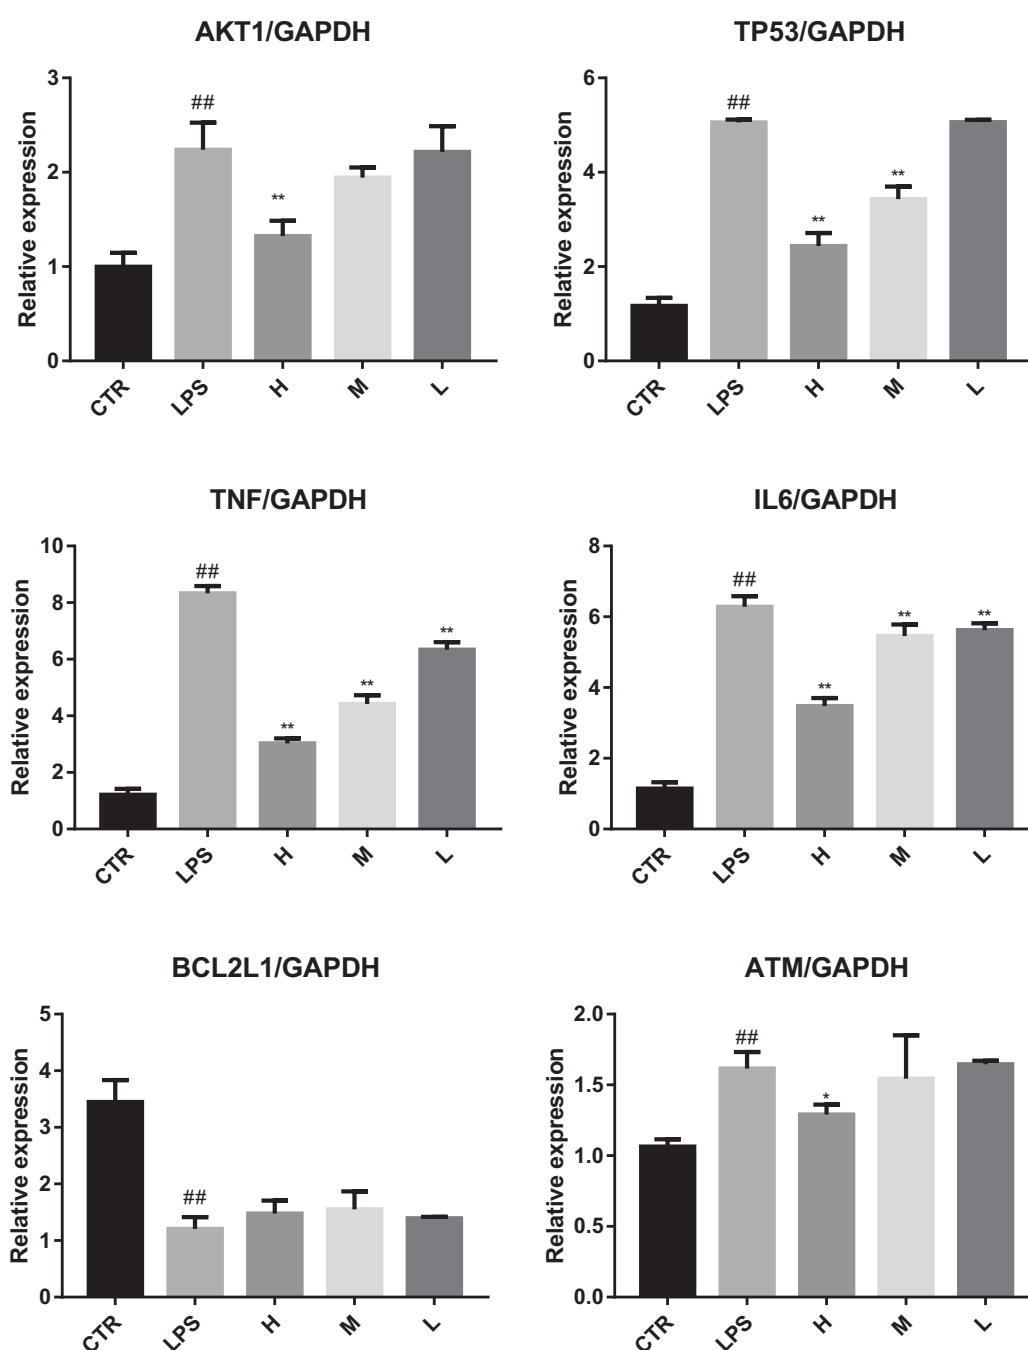 AKT1/GAPDH
Relative expression
3
2
1
0
##
**
CTR
LPS
H
M
L
TP53/GAPDH
Relative expression
6
4
2
0
##
**
**
CTR
LPS
H
M
L
TNF/GAPDH
Relative expression
10
8
6
4
2
0
##
**
**
**
CTR
LPS
H
M
L
IL6/GAPDH
Relative expression
8
6
4
2
0
##
**
**
**
CTR
LPS
H
M
L
BCL2L1/GAPDH
Relative expression
5
4
3
2
1
0
##
CTR
LPS
H
M
L
ATM/GAPDH
Relative expression
2.0
1.5
1.0
0.5
0.0
##
*
CTR
LPS
H
M
L